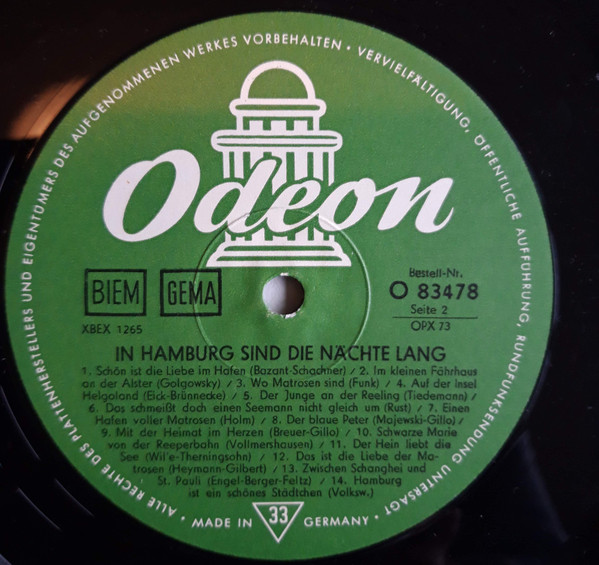 ALLE RECHTE DES PLATTENHERSTELLERS UND EIGENTÜMERS DES AUFGENOMMENEN WERKES VORBEHALTEN • VERVIELFÄLTIGUNG, ÖFFENTLICHE AUFFÜHRUNG, RUNDFUNKSENDUNG UNTERSAGT •
Odeon
BIEM
GEMA
XBEX 1265
Bestell-Nr.
O 83478
Seite 2
OPX 73
IN HAMBURG SIND DIE NÄCHTE LANG
1. Schön ist die Liebe im Hafen (Bazant-Schachner) / 2. Im kleinen Fährhaus
an der Alster (Golgowsky) / 3. Wo Matrosen sind (Funk) / 4. Auf der Insel
Helgoland (Eick-Brünnecke) / 5. Der Junge an der Reeling (Tiedemann)
6. Das schmeißt doch einen Seemann nicht gleich um (Rust) / 7. Einen
Hafen voller Matrosen (Holm) / 8. Der blaue Peter (Majewski-Gillo)
9. Mit der Heimat im Herzen (Breuer-Gillo) / 10. Schwarze Marie
von der Reeperbahn (Vollmershausen) / 11. Der Hein liebt die
See (Wil'e-Therningsohn) / 12. Das ist die Liebe der Ma-
trosen (Heymann-Gilbert) / 13. Zwischen Schanghei und
St. Pauli (Engel-Berger-Feltz) / 14. Hamburg
ist ein schönes Städtchen (Volksw.)
MADE IN 33 GERMANY